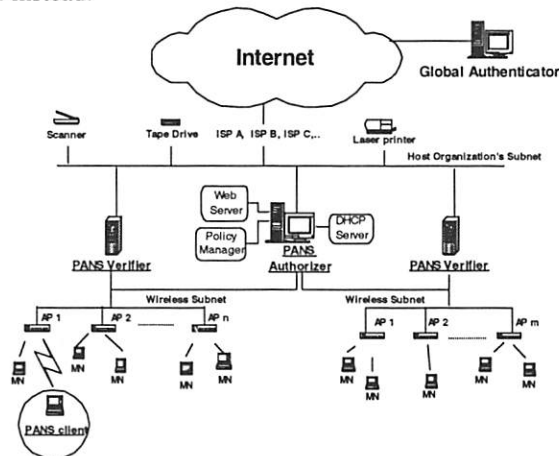 Internet
Global Authenticator
Scanner
Tape Drive
ISP A, ISP B, ISP C,..
Laser printer
Host Organization's Subnet
Web Server
Policy Manager
DHCP Server
PANS Verifier
PANS Authorizer
PANS Verifier
Wireless Subnet
Wireless Subnet
AP 1
AP 2
AP n
AP 1
AP 2
AP m
MN
MN
MN
MN
MN
MN
MN
MN
MN
MN
PANS client